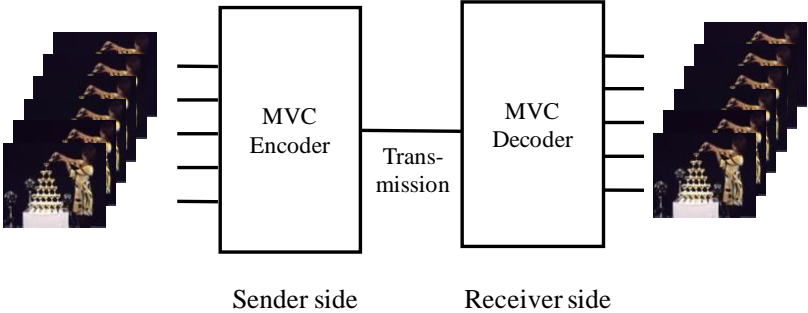 MVC
Encoder
Trans-
mission
MVC
Decoder
Sender side
Receiver side